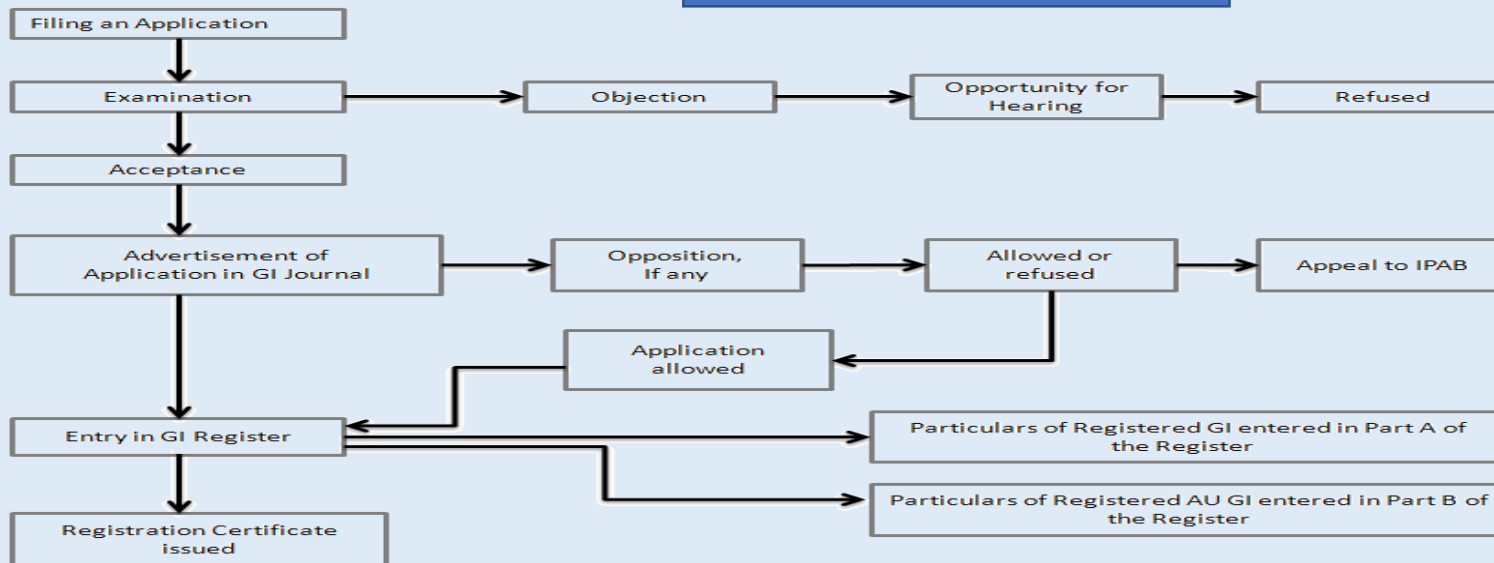 Filing an Application
Examination
Objection
Opportunity for
Hearing
Refused
Acceptance
Advertisement of
Application in GI Journal
Opposition,
If any
Allowed or
refused
Appeal to IPAB
Application
allowed
Entry in GI Register
Particulars of Registered GI entered in Part A of
the Register
Particulars of Registered AU GI entered in Part B of
the Register
Registration Certificate
issued